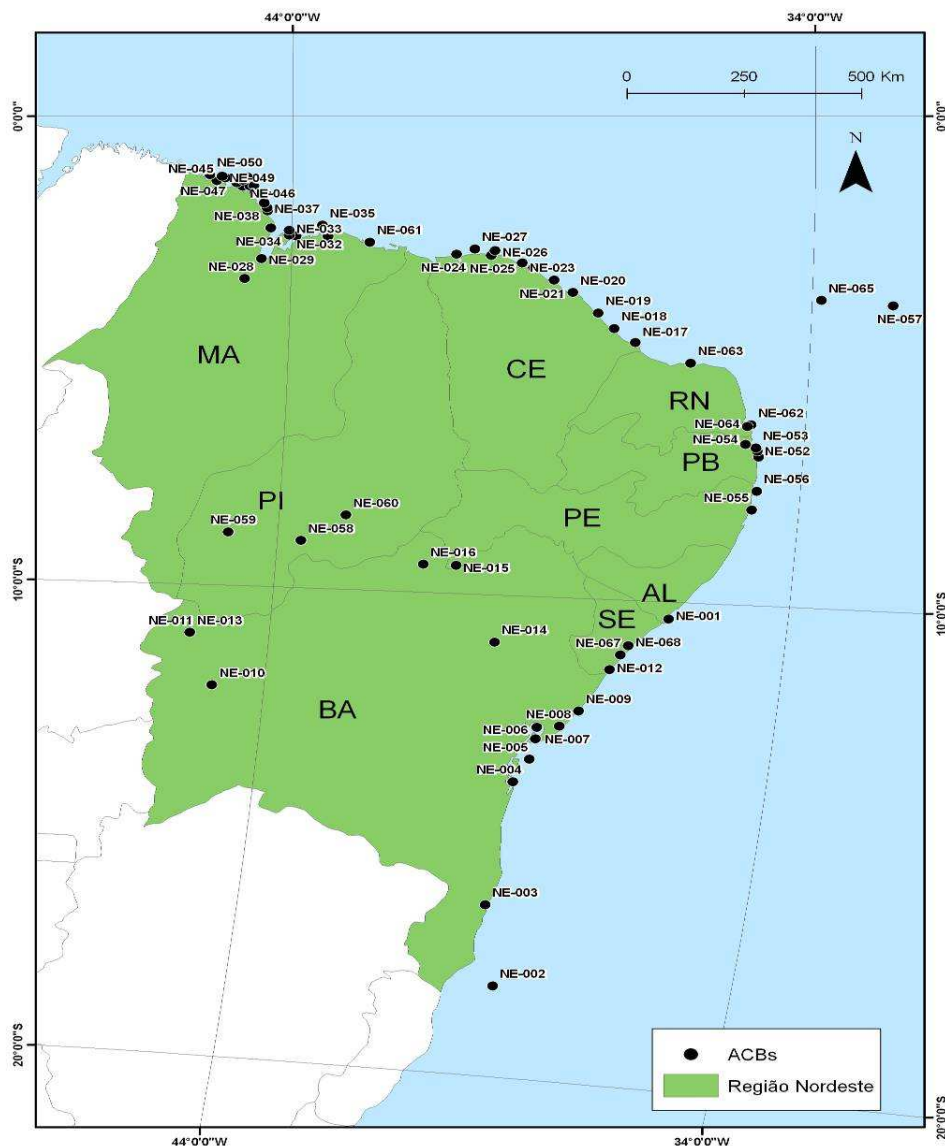 44°0'0"W
34°0'0"W
0
250
500 Km
0°0'0"
0°0'0"
N
NE-045
NE-050
NE-049
NE-047
NE-046
NE-037
NE-038
NE-035
NE-033
NE-034
NE-032
NE-061
NE-029
NE-028
NE-027
NE-026
NE-024
NE-025
NE-023
NE-020
NE-021
NE-019
NE-018
NE-017
NE-065
NE-057
MA
CE
NE-063
RN
NE-062
NE-064
NE-053
NE-054
NE-052
PB
NE-056
NE-055
PI
NE-060
NE-059
NE-058
PE
NE-016
NE-015
10°0'0"S
10°0'0"S
AL
NE-001
SE
NE-011
NE-013
NE-014
NE-067
NE-068
NE-012
NE-010
BA
NE-009
NE-008
NE-006
NE-007
NE-005
NE-004
NE-003
NE-002
20°0'0"S
20°0'0"S
ACBs
Região Nordeste
44°0'0"W
34°0'0"W